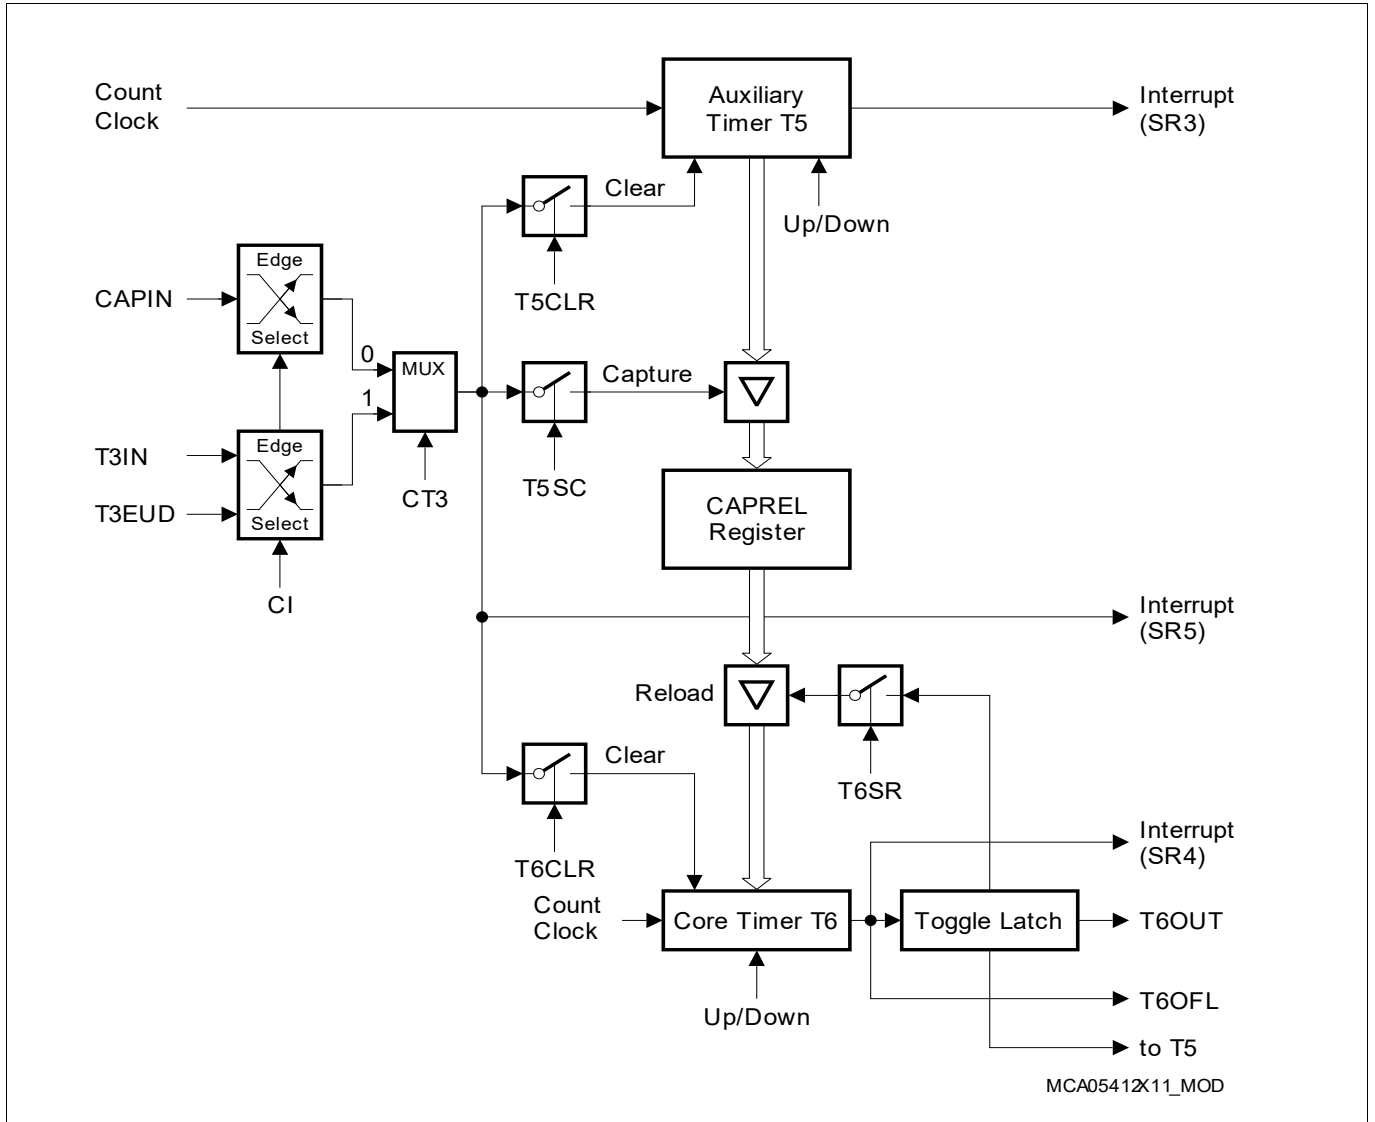 Count
Clock
Auxiliary
Timer T5
Interrupt
(SR3)
Clear
Up/Down
T5CLR
CAPIN
Edge
Select
0
MUX
1
Capture
T3IN
T3EUD
Edge
Select
CT3
T5SC
CAPREL
Register
CI
Interrupt
(SR5)
Reload
T6SR
Clear
T6CLR
Interrupt
(SR4)
Count
Clock
Core Timer T6
Toggle Latch
T6OUT
Up/Down
T6OFL
to T5
MCA05412X11_MOD